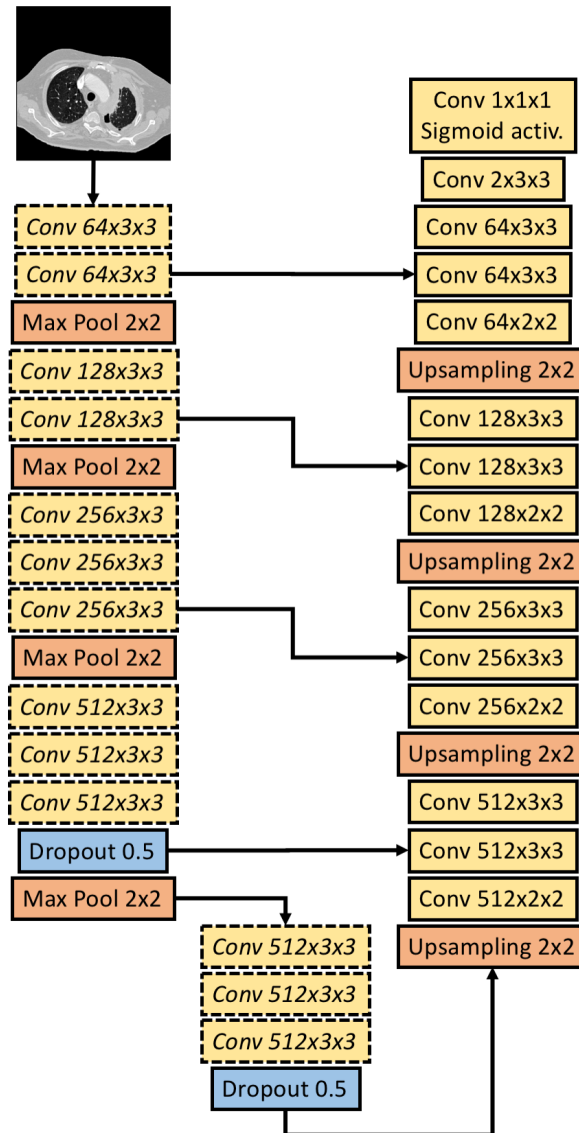 Conv 64x3x3
Conv 64x3x3
Max Pool 2x2
Conv 128x3x3
Conv 128x3x3
Max Pool 2x2
Conv 256x3x3
Conv 256x3x3
Conv 256x3x3
Max Pool 2x2
Conv 512x3x3
Conv 512x3x3
Conv 512x3x3
Dropout 0.5
Max Pool 2x2
Conv 512x3x3
Conv 512x3x3
Conv 512x3x3
Dropout 0.5
Conv 1x1x1
Sigmoid activ.
Conv 2x3x3
Conv 64x3x3
Conv 64x3x3
Conv 64x2x2
Upsampling 2x2
Conv 128x3x3
Conv 128x3x3
Conv 128x2x2
Upsampling 2x2
Conv 256x3x3
Conv 256x3x3
Conv 256x2x2
Upsampling 2x2
Conv 512x3x3
Conv 512x3x3
Conv 512x2x2
Upsampling 2x2